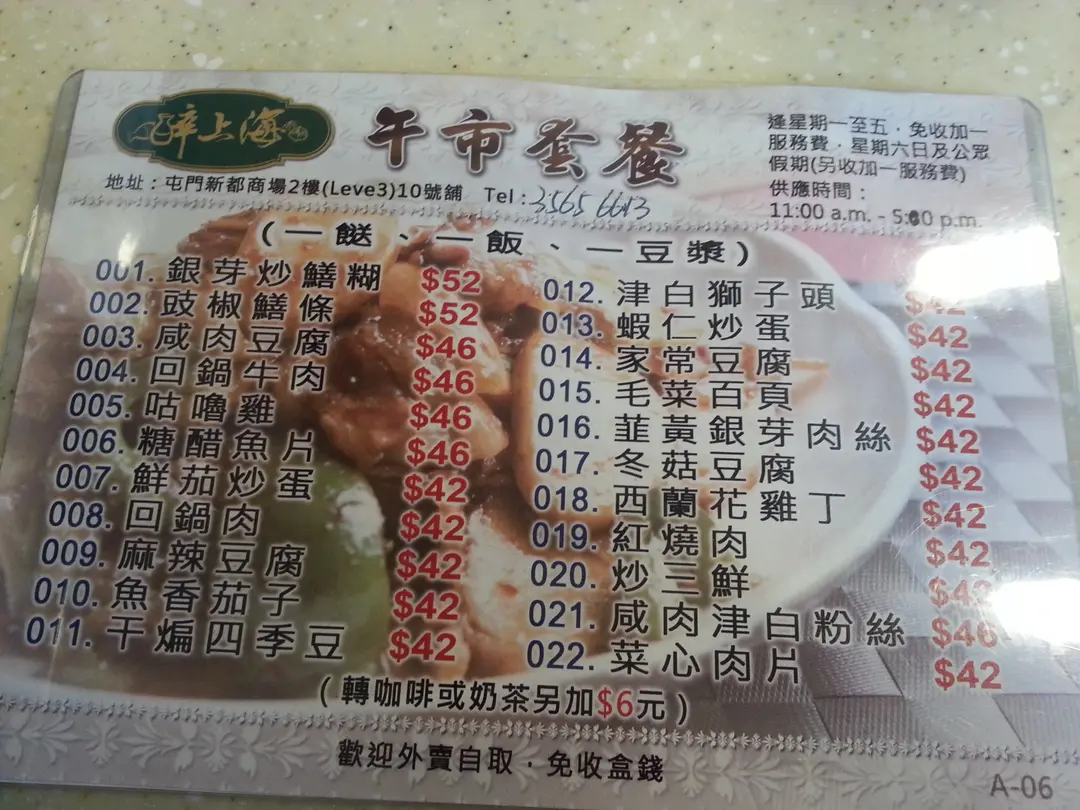 醉上海
午市套餐
逢星期一至五，免收加一
服務費，星期六日及公眾
假期(另收加一服務費)
供應時間：
11:00 a.m. - 5:00 p.m.
地址：屯門新都商場2樓(Leve3)10號舖 Tel : 3565 6613
(一餸、一飯、一豆漿)
001. 銀芽炒鱔糊 $52
002. 豉椒鱔條 $52
003. 咸肉豆腐 $46
004. 回鍋牛肉 $46
005. 咕嚕雞 $46
006. 糖醋魚片 $46
007. 鮮茄炒蛋 $42
008. 回鍋肉 $42
009. 麻辣豆腐 $42
010. 魚香茄子 $42
011. 干煸四季豆 $42
012. 津白獅子頭 $42
013. 蝦仁炒蛋 $42
014. 家常豆腐 $42
015. 毛菜百頁 $42
016. 韮黃銀芽肉絲 $42
017. 冬菇豆腐 $42
018. 西蘭花雞丁 $42
019. 紅燒肉 $42
020. 炒三鮮 $42
021. 咸肉津白粉絲 $46
022. 菜心肉片 $42
(轉咖啡或奶茶另加$6元)
歡迎外賣自取，免收盒錢
A-06